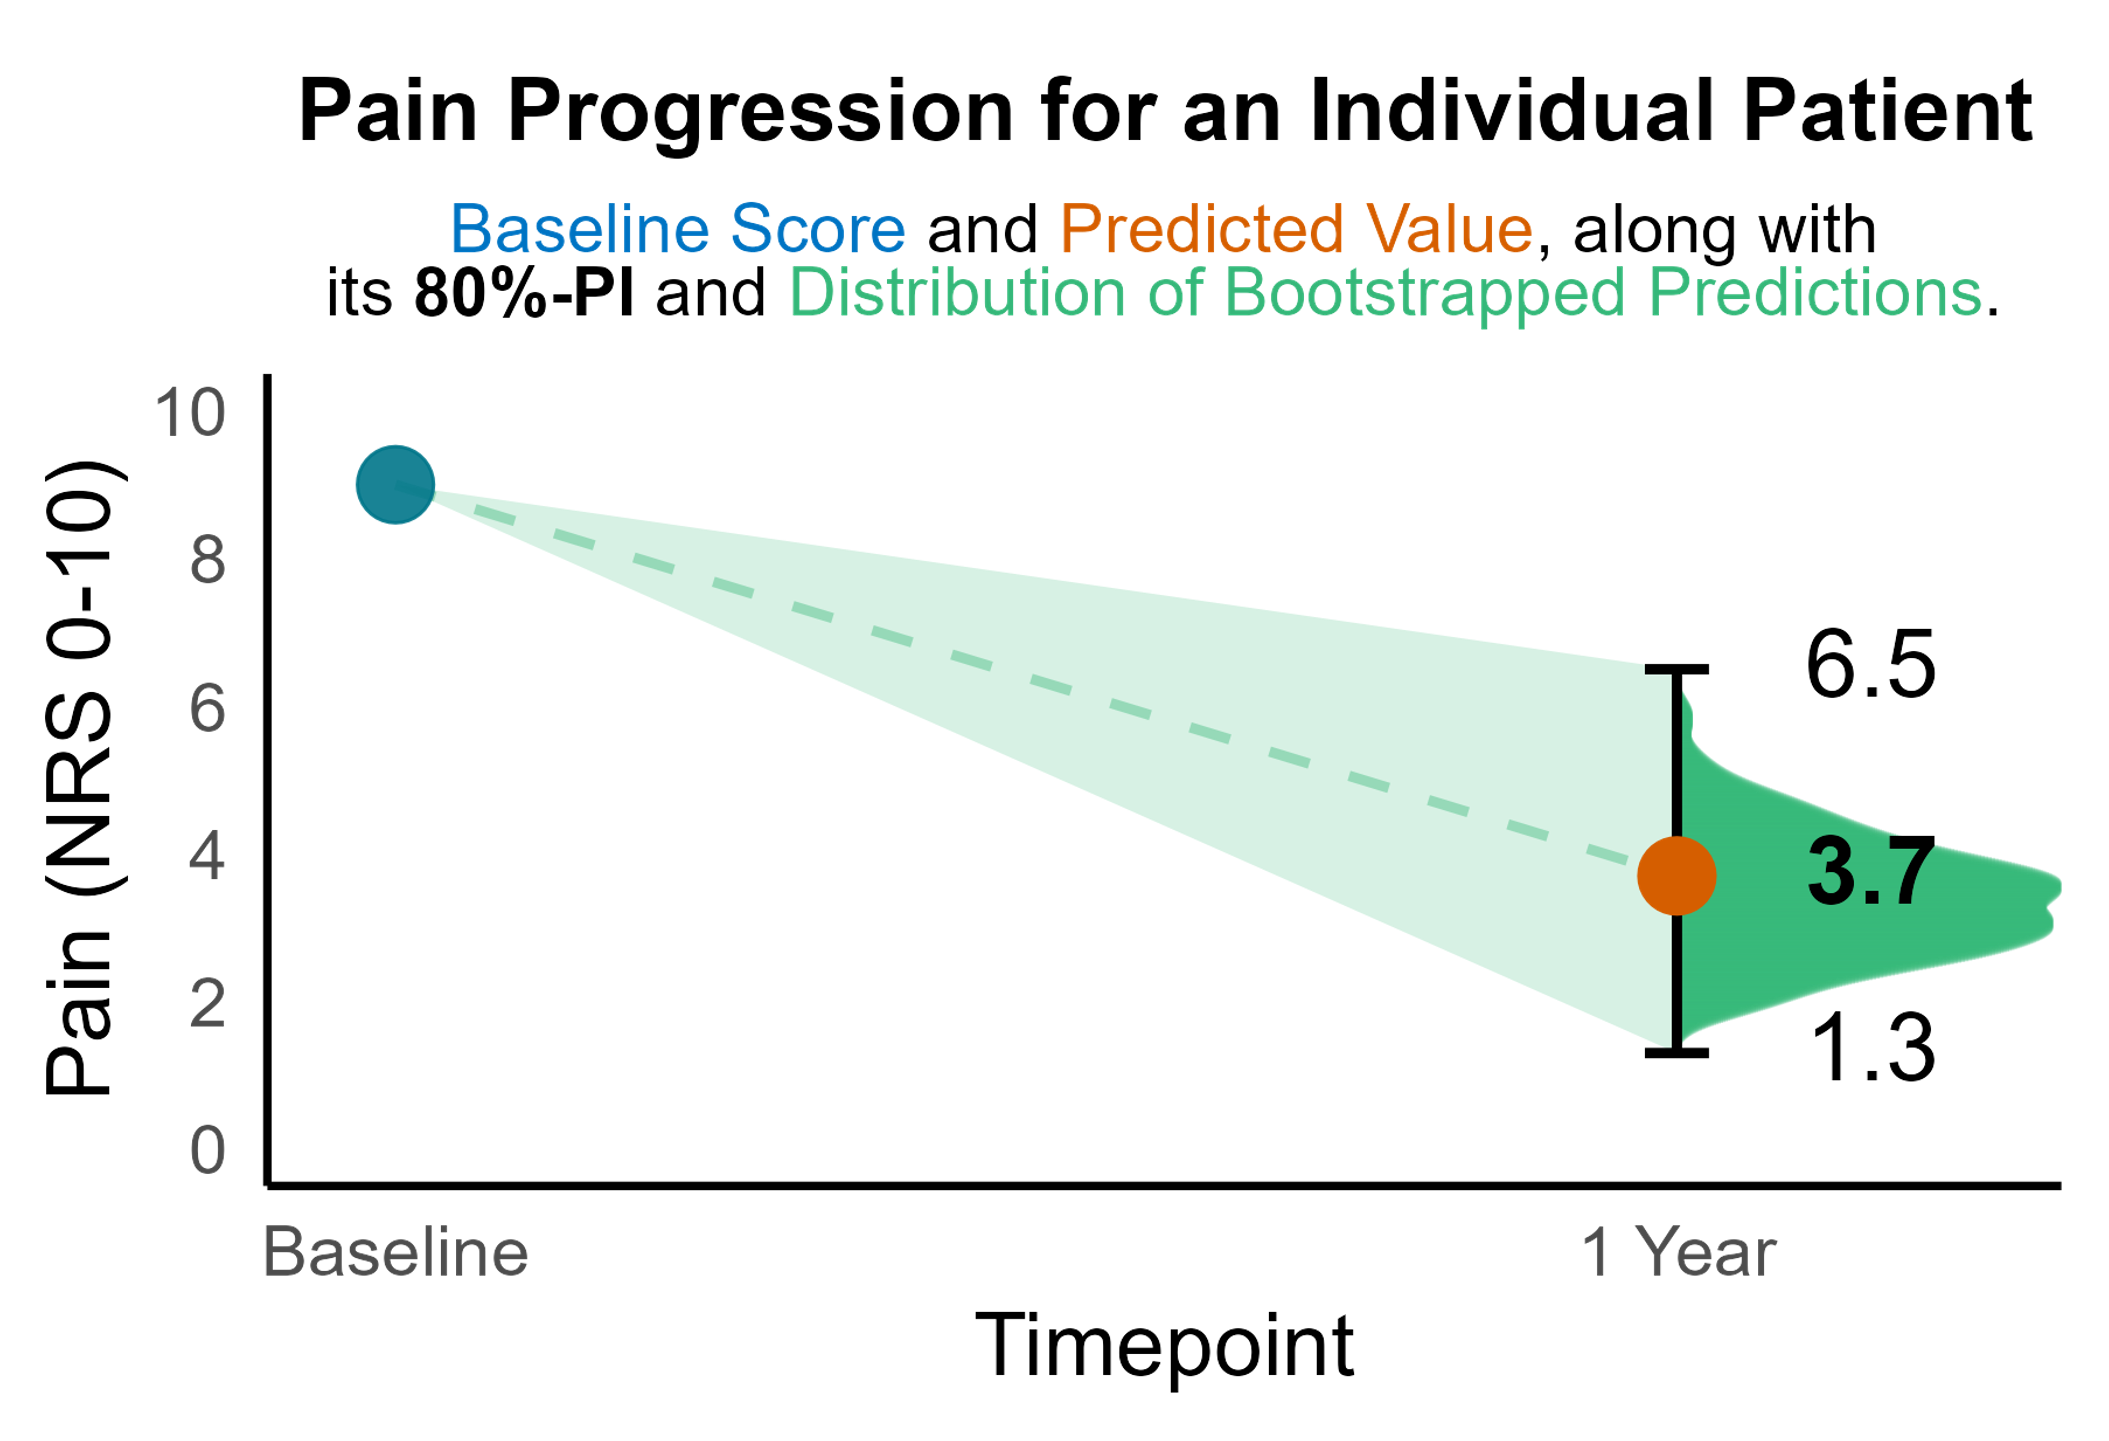 Pain Progression for an Individual Patient
Baseline Score and Predicted Value, along with
its 80%-PI and Distribution of Bootstrapped Predictions.
Pain (NRS 0-10)
10
8
6
4
2
0
6.5
3.7
1.3
Baseline
1 Year
Timepoint